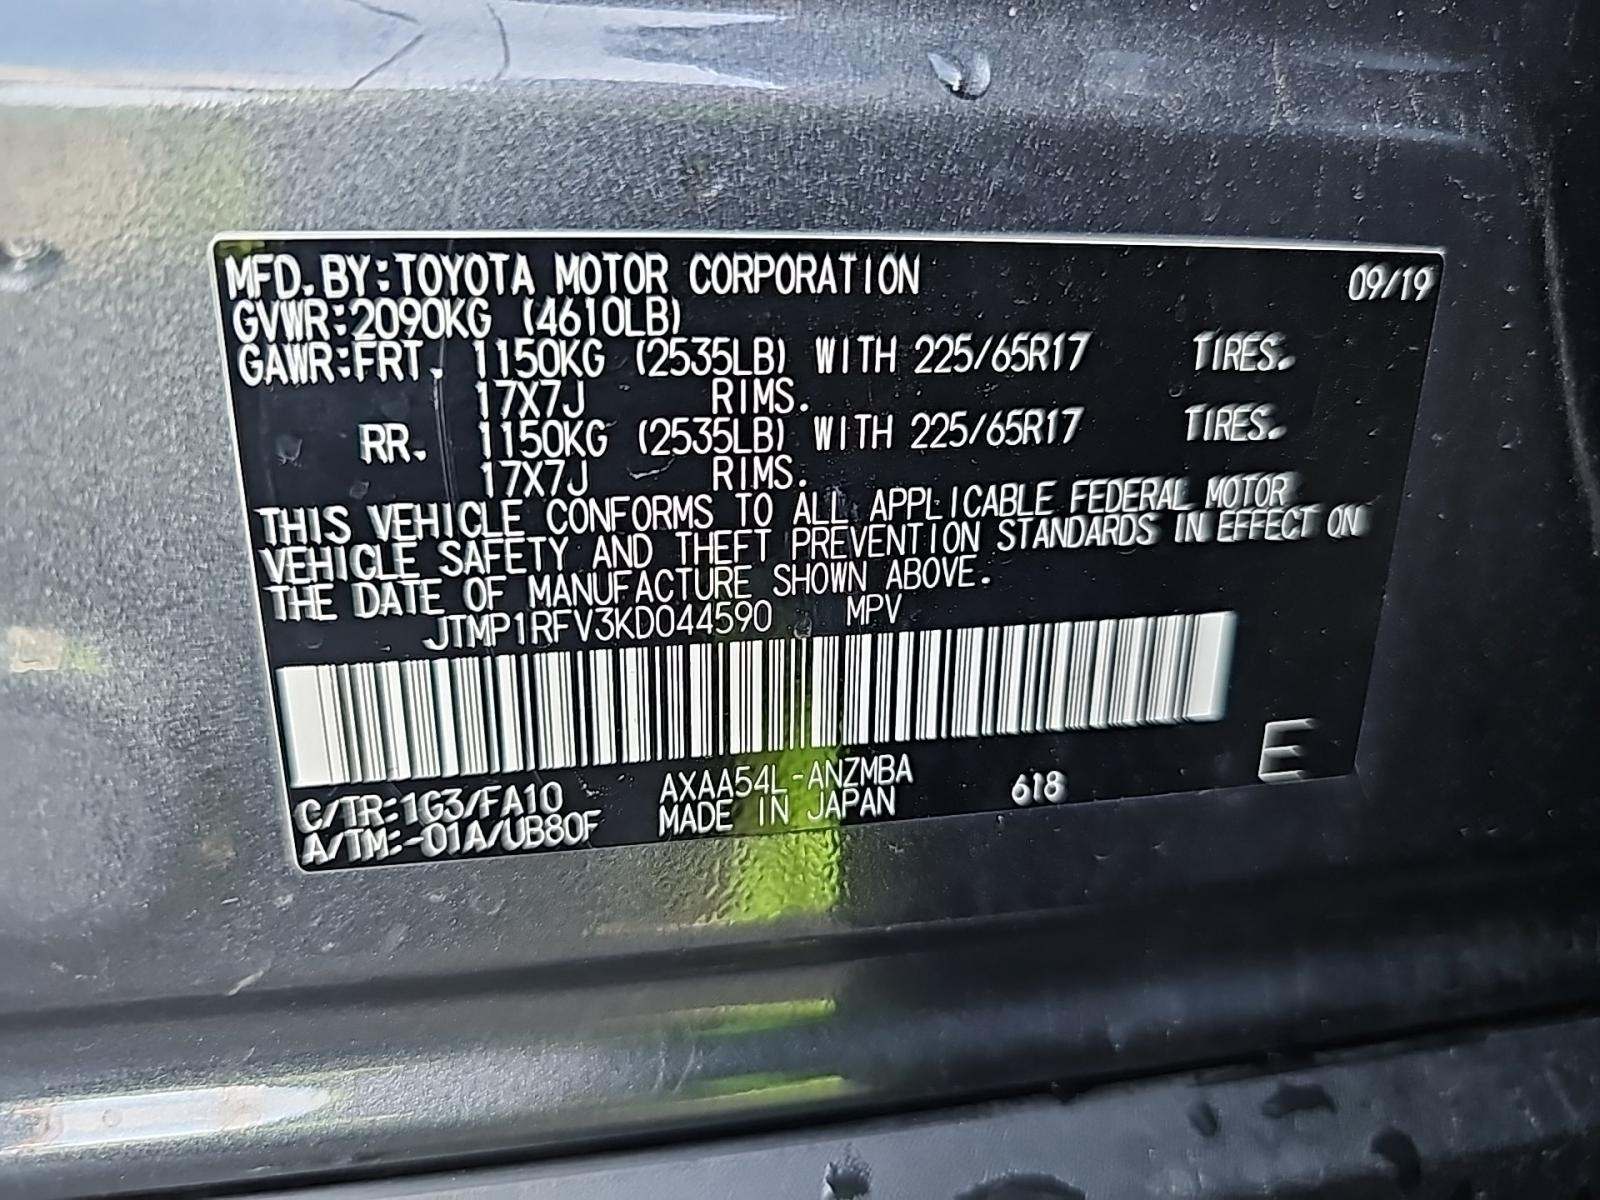 MFD. BY: TOYOTA MOTOR CORPORATION 09/19
GVWR: 2090KG (4610LB)
GAWR: FRT. 1150KG (2535LB) WITH 225/65R17 TIRES.
17X7J RIMS.
RR. 1150KG (2535LB) WITH 225/65R17 TIRES.
17X7J RIMS.
THIS VEHICLE CONFORMS TO ALL APPLICABLE FEDERAL MOTOR
VEHICLE SAFETY AND THEFT PREVENTION STANDARDS IN EFFECT ON
THE DATE OF MANUFACTURE SHOWN ABOVE.
JTMP1RFV3KD044590 MPV
E
C/TR: 1G3/FA10 AXAA54L-ANZMBA 618
A/TM: -01A/UB80F MADE IN JAPAN